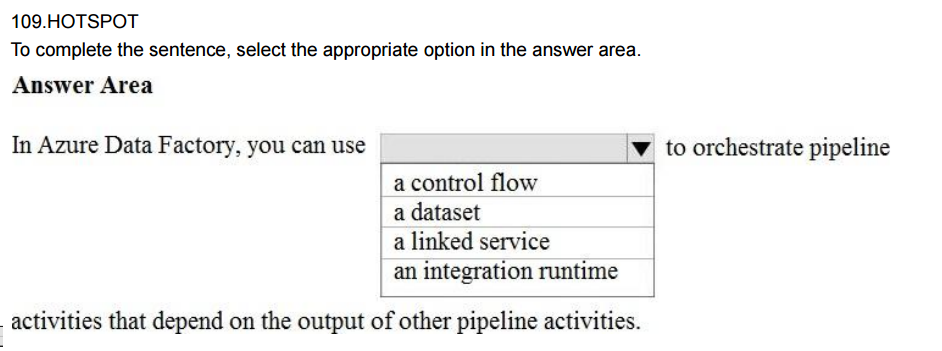 109.HOTSPOT
To complete the sentence, select the appropriate option in the answer area.
Answer Area
In Azure Data Factory, you can use to orchestrate pipeline
a control flow
a dataset
a linked service
an integration runtime
activities that depend on the output of other pipeline activities.